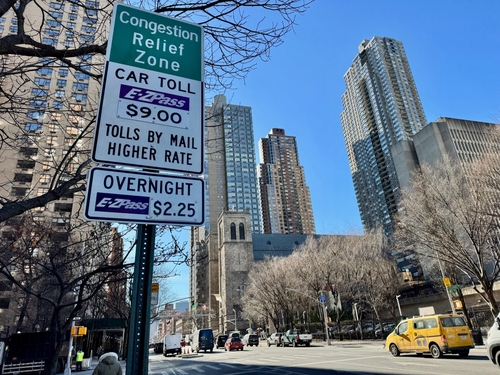 Congestion
Relief
Zone
CAR TOLL
E-ZPass
$9.00
TOLLS BY MAIL
HIGHER RATE
OVERNIGHT
E-ZPass $2.25